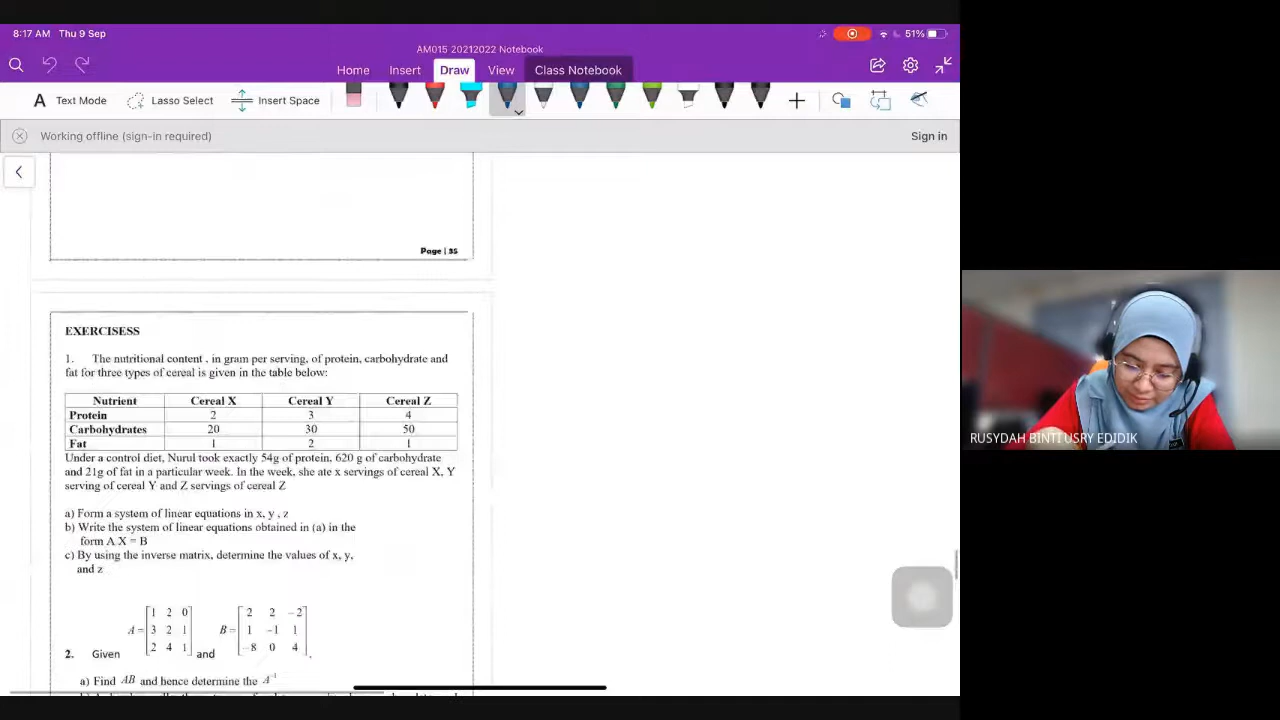 8:17 AM Thu 9 Sep
51%
AM015 20212022 Notebook
Home Insert Draw View Class Notebook
A Text Mode Lasso Select Insert Space
Working offline (sign-in required) Sign in
Page | 35
EXERCISESS
1. The nutritional content , in gram per serving, of protein, carbohydrate and
fat for three types of cereal is given in the table below:
Nutrient Cereal X Cereal Y Cereal Z
Protein 2 3 4
Carbohydrates 20 30 50
Fat 1 2 1
Under a control diet, Nurul took exactly 54g of protein, 620 g of carbohydrate
and 21g of fat in a particular week. In the week, she ate x servings of cereal X, Y
serving of cereal Y and Z servings of cereal Z
a) Form a system of linear equations in x, y , z
b) Write the system of linear equations obtained in (a) in the
form A X = B
c) By using the inverse matrix, determine the values of x, y,
and z
1 2 0 2 2 -2
A = 3 2 1 B = 1 -1 1
2 4 1 -8 0 4
2. Given and .
a) Find AB and hence determine the A⁻¹
RUSYDAH BINTI USRY EDIDIK